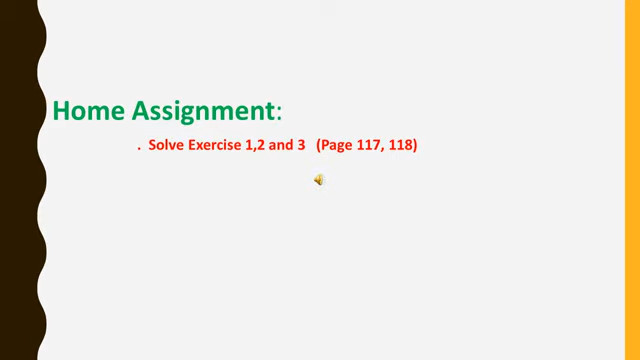 Home Assignment:
. Solve Exercise 1,2 and 3 (Page 117, 118)